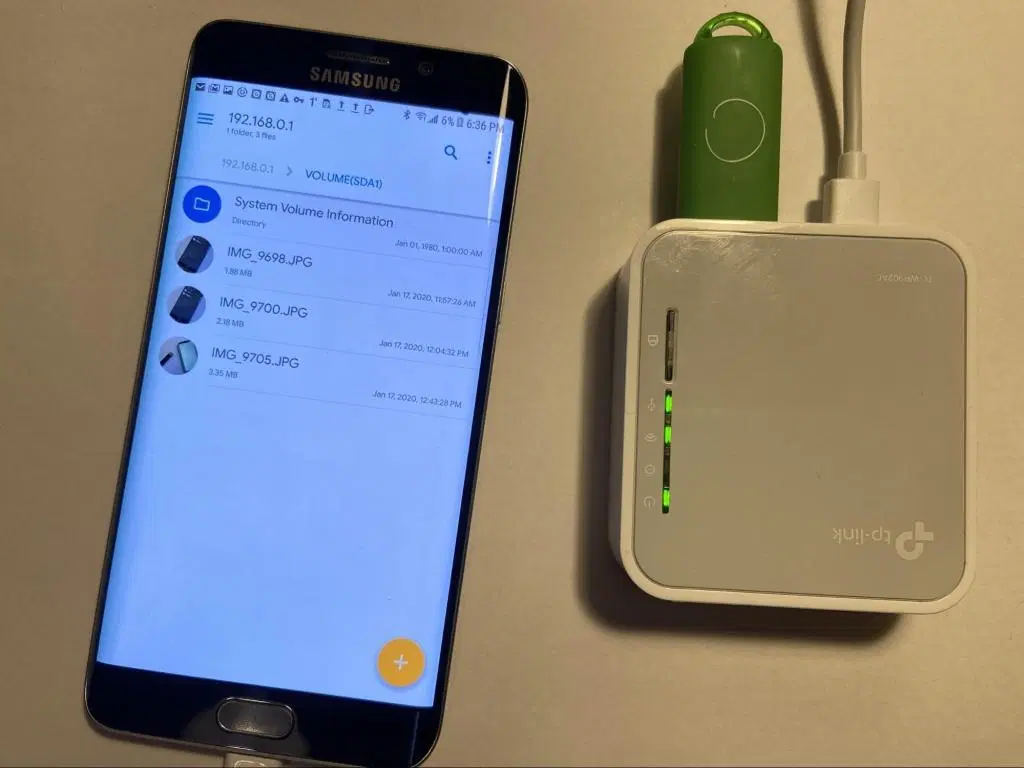 SAMSUNG
6% 6:36 PM
192.168.0.1
1 folder, 3 files
192.168.0.1 > VOLUME(SDA1)
System Volume Information
Directory
Jan 01, 1980, 1:00:00 AM
IMG_9698.JPG
1.88 MB
Jan 17, 2020, 11:57:26 AM
IMG_9700.JPG
2.18 MB
Jan 17, 2020, 12:04:32 PM
IMG_9705.JPG
3.35 MB
Jan 17, 2020, 12:43:28 PM
+
TL-WR902AC
tp-link